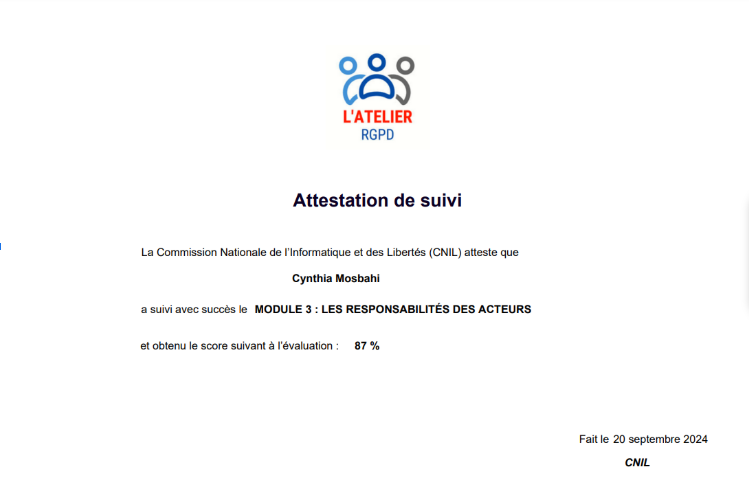 L'ATELIER
RGPD
Attestation de suivi
La Commission Nationale de l'Informatique et des Libertés (CNIL) atteste que
Cynthia Mosbahi
a suivi avec succès le MODULE 3 : LES RESPONSABILITÉS DES ACTEURS
et obtenu le score suivant à l'évaluation : 87 %
Fait le 20 septembre 2024
CNIL